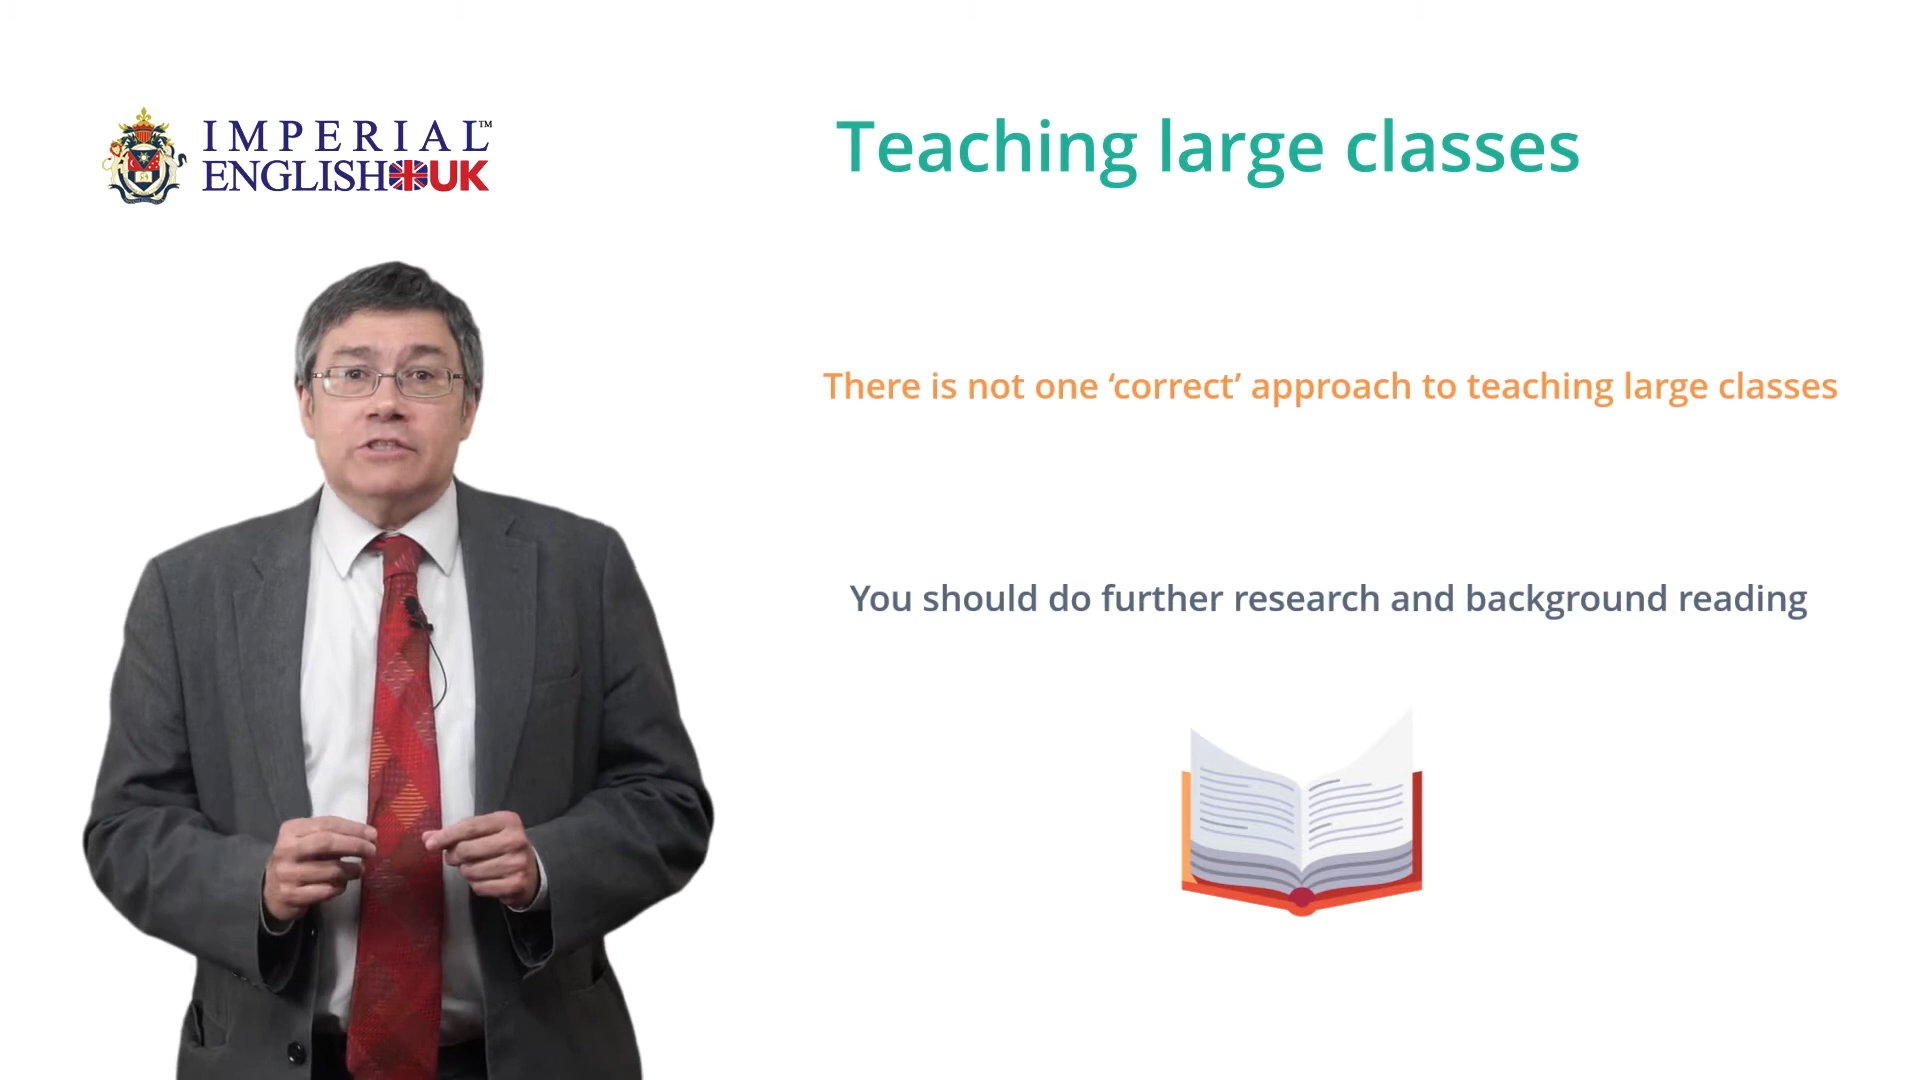 IMPERIAL™
ENGLISH UK
Teaching large classes
There is not one ‘correct’ approach to teaching large classes
You should do further research and background reading